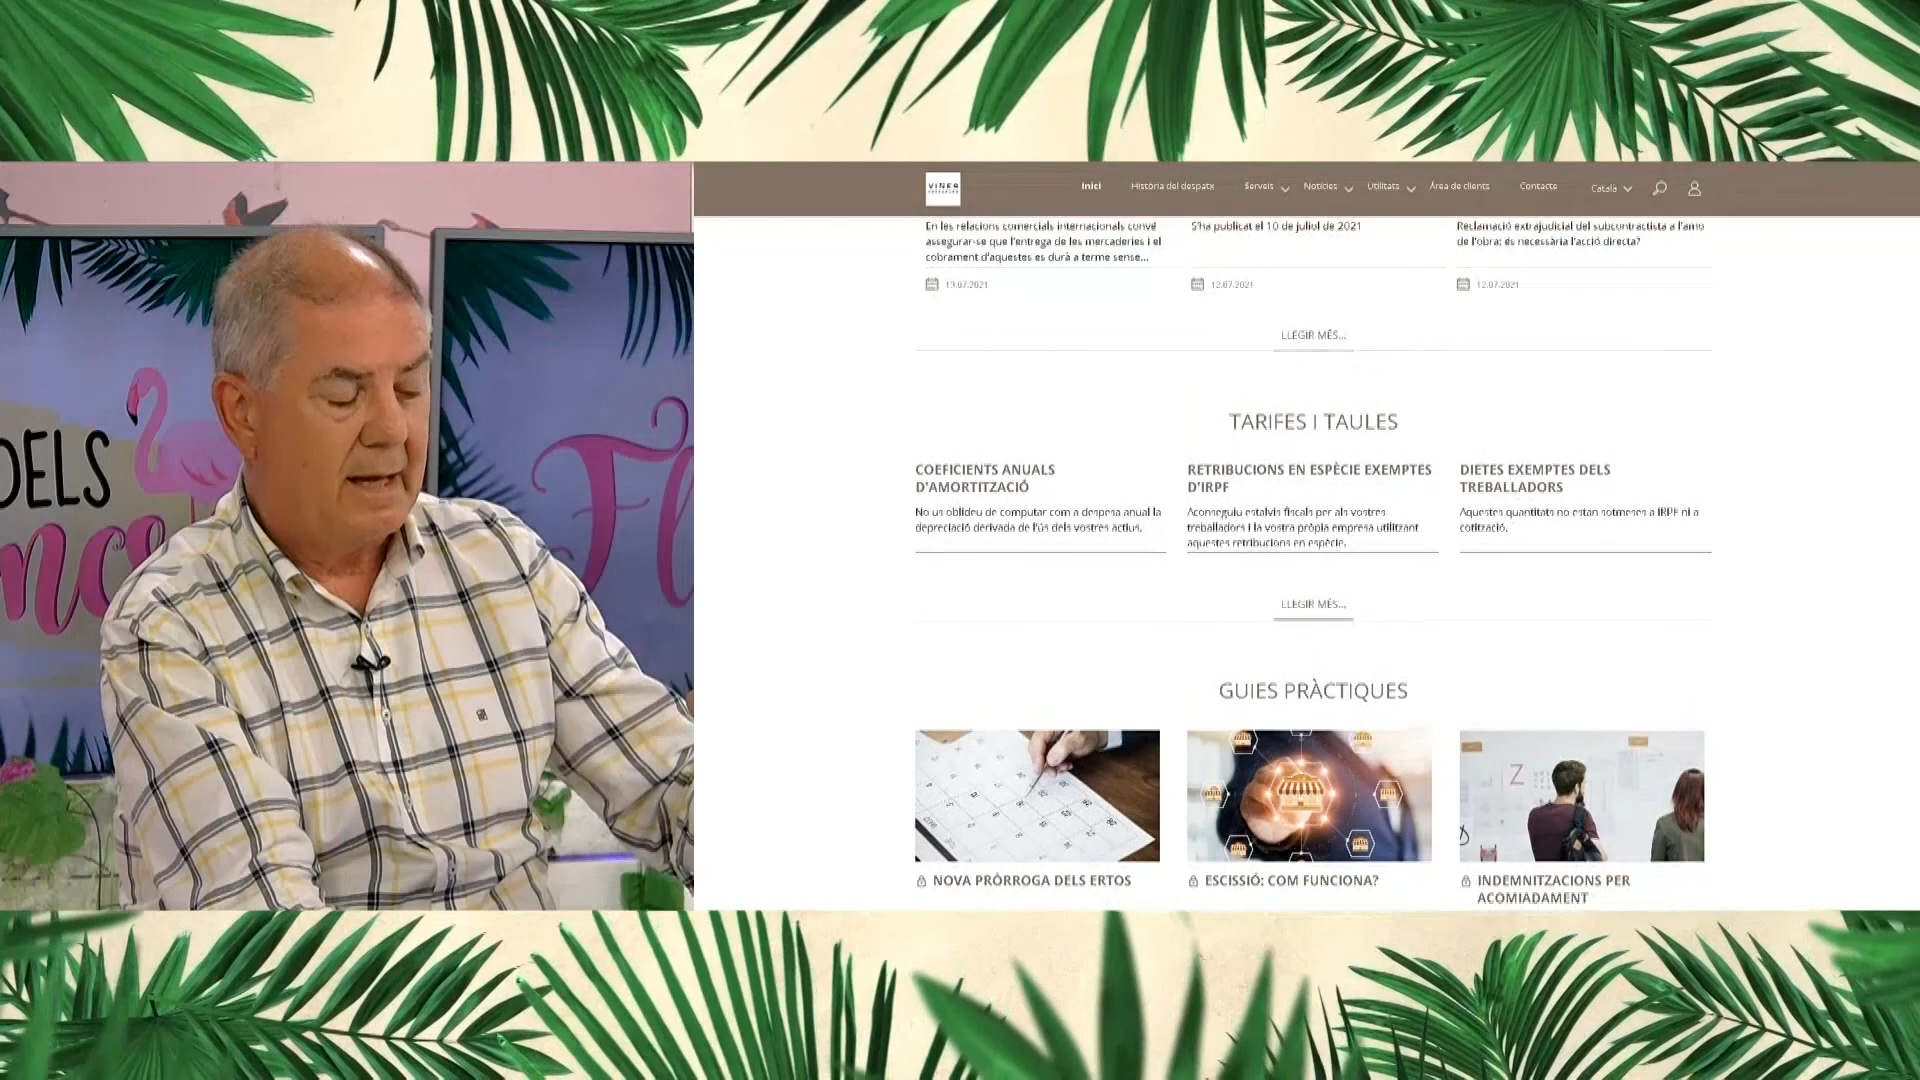 DELS
Fl
VIÑER
Inici
Història del despatx
Serveis
Notícies
Utilitats
Àrea de clients
Contacte
Català
En les relacions comercials internacionals convé
assegurar-se que l'entrega de les mercaderies i el
cobrament d'aquestes es durà a terme sense...
S'ha publicat el 10 de juliol de 2021
Reclamació extrajudicial del subcontractista a l'amo
de l'obra: és necessària l'acció directa?
12.07.2021
12.07.2021
LLEGIR MÉS...
TARIFES I TAULES
COEFICIENTS ANUALS
D'AMORTITZACIÓ
No us oblideu de computar com a despesa anual la
depreciació derivada de l'ús dels vostres actius.
RETRIBUCIONS EN ESPÈCIE EXEMPTES
D'IRPF
Aconseguiu estalvis fiscals per als vostres
treballadors i la vostra pròpia empresa utilitzant
aquestes retribucions en espècie.
DIETES EXEMPTES DELS
TREBALLADORS
Aquestes quantitats no estan sotmeses a IRPF ni a
cotització.
LLEGIR MÉS...
GUIES PRÀCTIQUES
NOVA PRÒRROGA DELS ERTOS
ESCISSIÓ: COM FUNCIONA?
INDEMNITZACIONS PER
ACOMIADAMENT